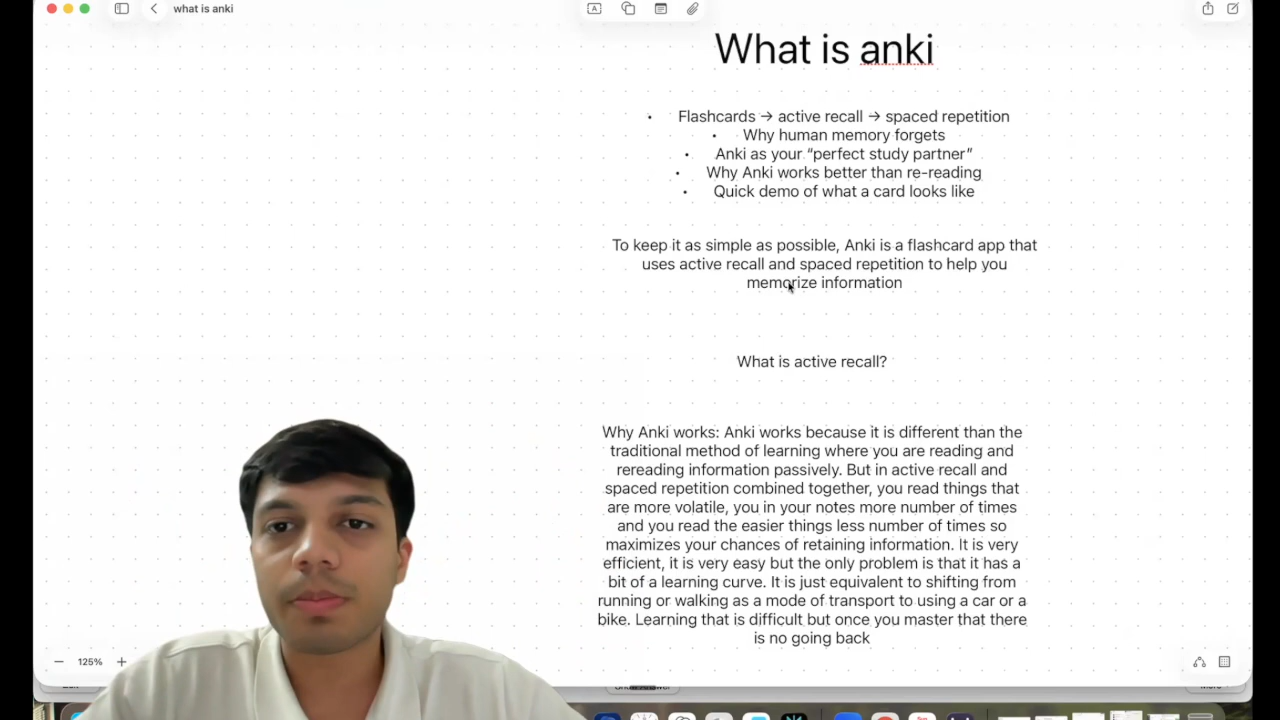 what is anki
What is anki
• Flashcards → active recall → spaced repetition
• Why human memory forgets
• Anki as your “perfect study partner”
• Why Anki works better than re-reading
• Quick demo of what a card looks like
To keep it as simple as possible, Anki is a flashcard app that
uses active recall and spaced repetition to help you
memorize information
What is active recall?
Why Anki works: Anki works because it is different than the
traditional method of learning where you are reading and
rereading information passively. But in active recall and
spaced repetition combined together, you read things that
are more volatile, you in your notes more number of times
and you read the easier things less number of times so
maximizes your chances of retaining information. It is very
efficient, it is very easy but the only problem is that it has a
bit of a learning curve. It is just equivalent to shifting from
running or walking as a mode of transport to using a car or a
bike. Learning that is difficult but once you master that there
is no going back
125%